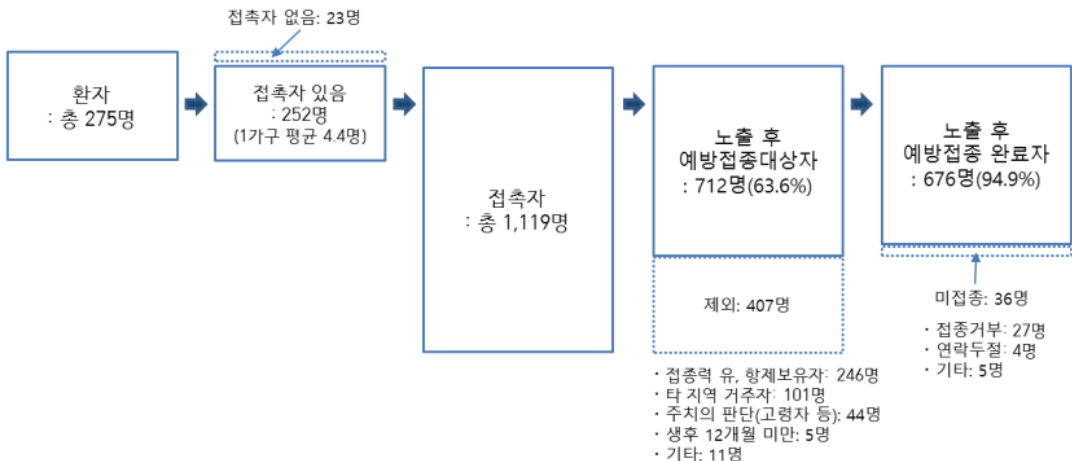 접촉자 없음: 23명
환자
: 총 275명
접촉자 있음
: 252명
(1가구 평균 4.4명)
접촉자
: 총 1,119명
노출 후
예방접종대상자
: 712명(63.6%)
제외: 407명
· 접종력 유, 항제보유자: 246명
· 타 지역 거주자: 101명
· 주치의 판단(고령자 등): 44명
· 생후 12개월 미만: 5명
· 기타: 11명
노출 후
예방접종 완료자
: 676명(94.9%)
미접종: 36명
· 접종거부: 27명
· 연락두절: 4명
· 기타: 5명